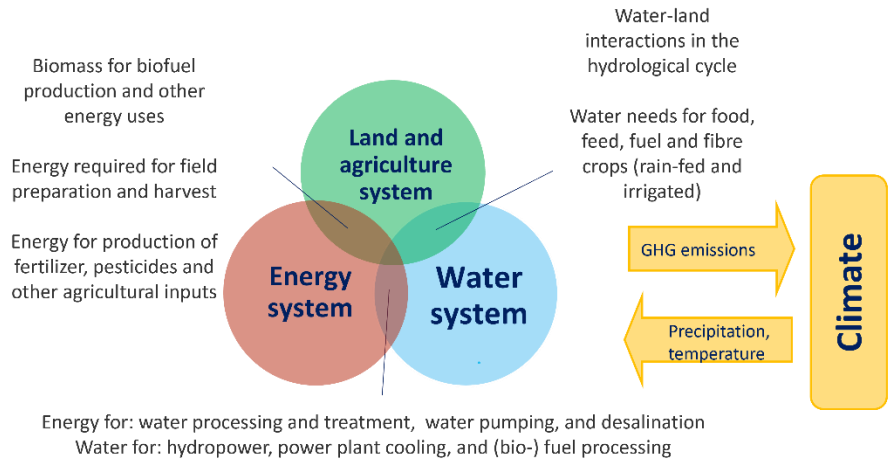 Water-land
interactions in the
hydrological cycle
Biomass for biofuel
production and other
energy uses
Water needs for food,
feed, fuel and fibre
crops (rain-fed and
irrigated)
Land and
agriculture
system
Energy required for field
preparation and harvest
Energy for production of
fertilizer, pesticides and
other agricultural inputs
Energy
system
Water
system
GHG emissions
Precipitation,
temperature
Climate
Energy for: water processing and treatment, water pumping, and desalination
Water for: hydropower, power plant cooling, and (bio-) fuel processing